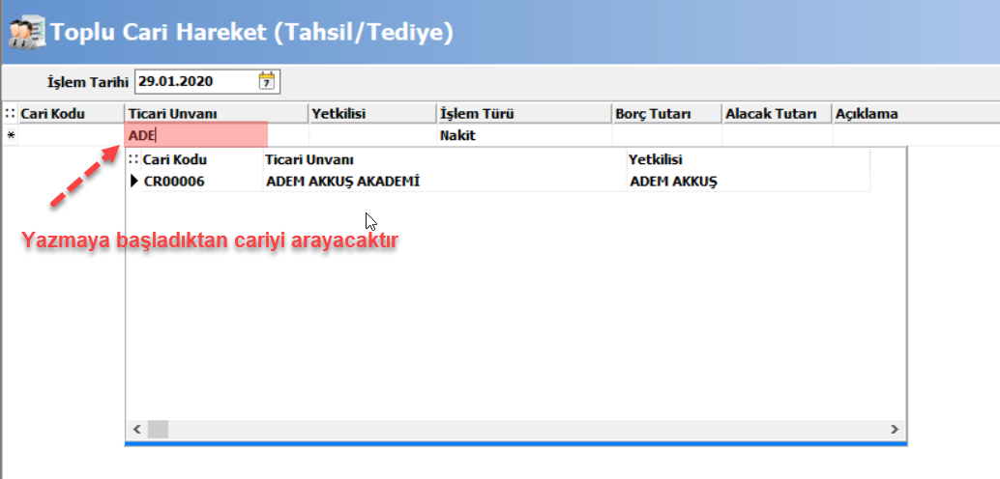 Toplu Cari Hareket (Tahsil/Tediye)
İşlem Tarihi 29.01.2020 7
Cari Kodu Ticari Unvanı Yetkilisi İşlem Türü Borç Tutarı Alacak Tutarı Açıklama
* ADE Nakit
Cari Kodu Ticari Unvanı Yetkilisi
CR00006 ADEM AKKUŞ AKADEMİ ADEM AKKUŞ
Yazmaya başladıktan cariyi arayacaktır